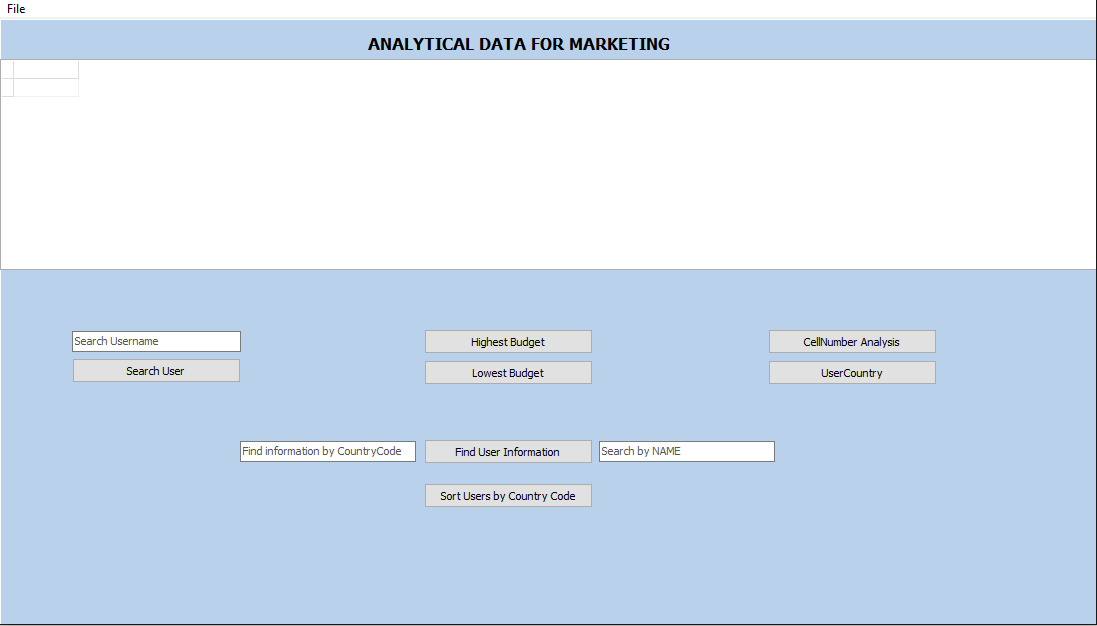 File
ANALYTICAL DATA FOR MARKETING
Search Username
Highest Budget
CellNumber Analysis
Search User
Lowest Budget
UserCountry
Find information by CountryCode
Find User Information
Search by NAME
Sort Users by Country Code